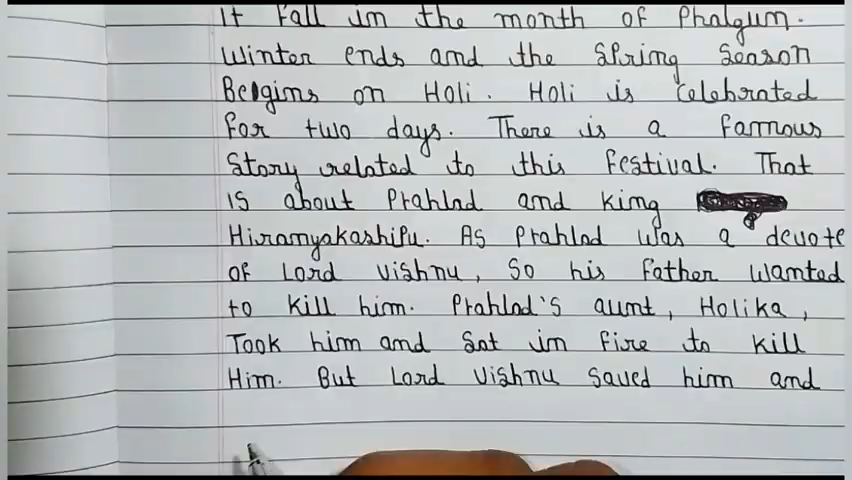 It Fall in the month of Phalgun.
Winter ends and the Spring Season
Begins on Holi. Holi is celebrated
for two days. There is a famous
Story related to this festival. That
is about Prahlad and king
Hiranyakashipu. As Prahlad was a devote
of Lord Vishnu, So his father wanted
to kill him. Prahlad's aunt, Holika,
Took him and Sat in fire to kill
Him. But Lord Vishnu saved him and